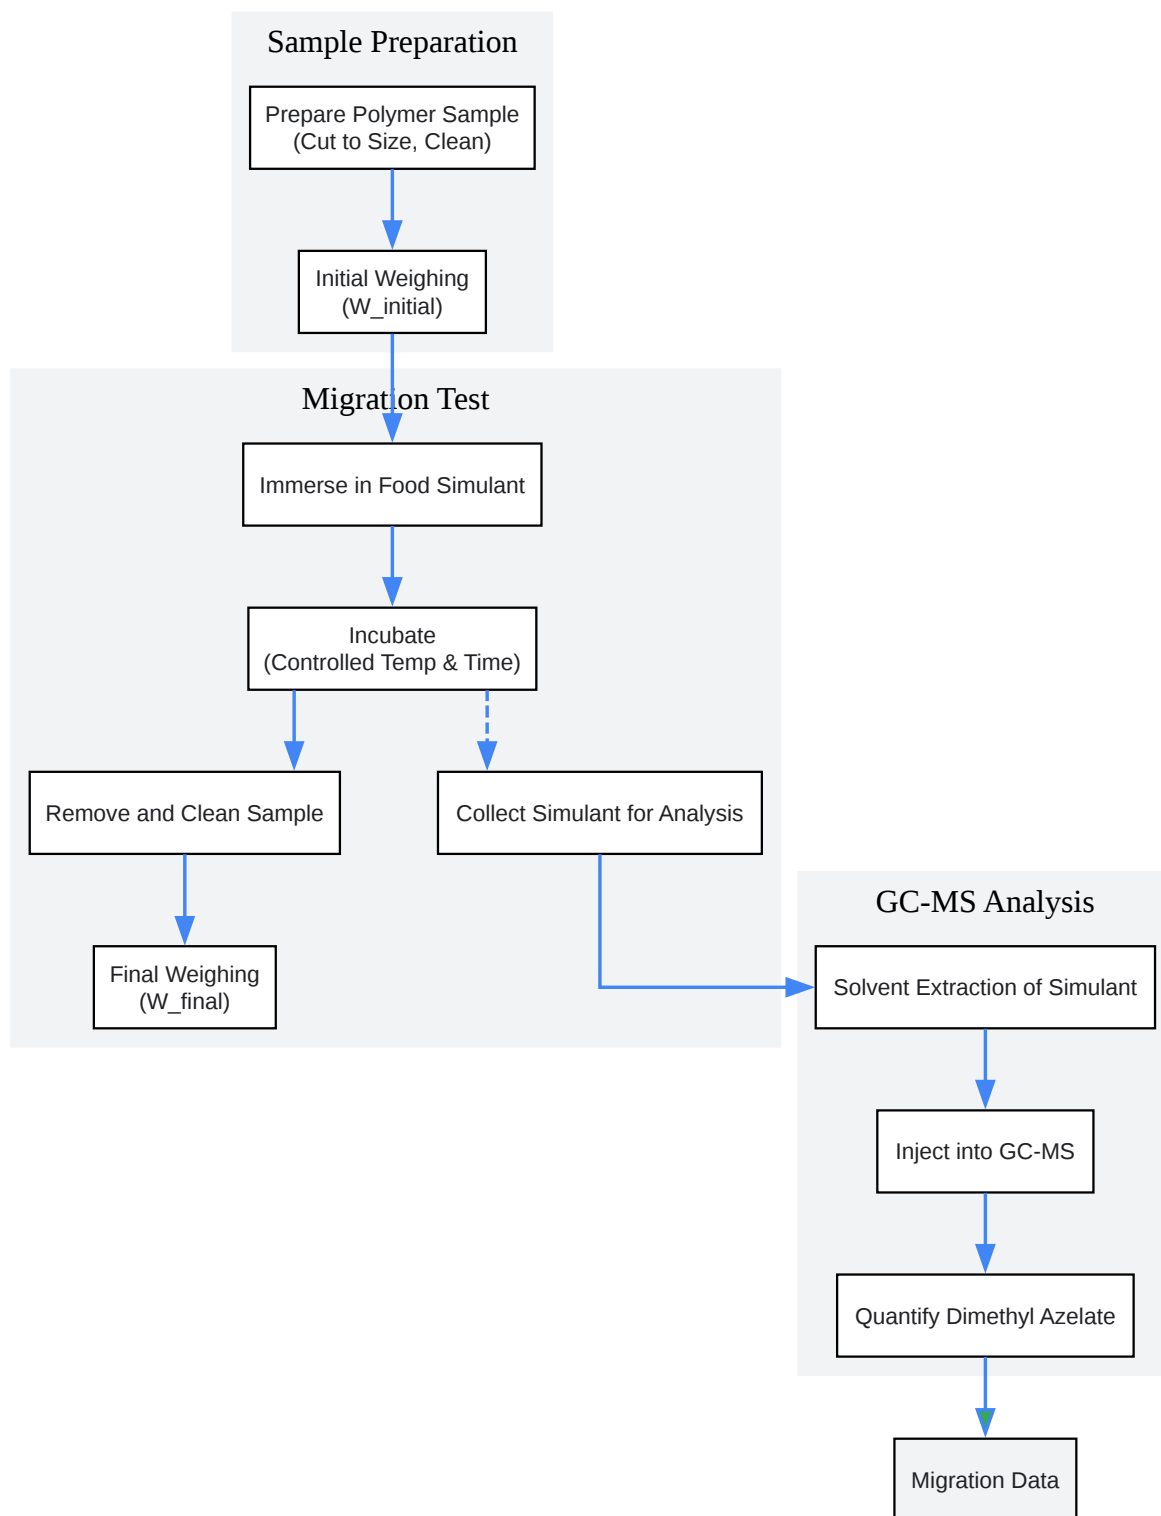 Sample Preparation
Prepare Polymer Sample
(Cut to Size, Clean)
Initial Weighing
(W_initial)
Migration Test
Immerse in Food Simulant
Incubate
(Controlled Temp & Time)
Remove and Clean Sample
Collect Simulant for Analysis
Final Weighing
(W_final)
GC-MS Analysis
Solvent Extraction of Simulant
Inject into GC-MS
Quantify Dimethyl Azelate
Migration Data